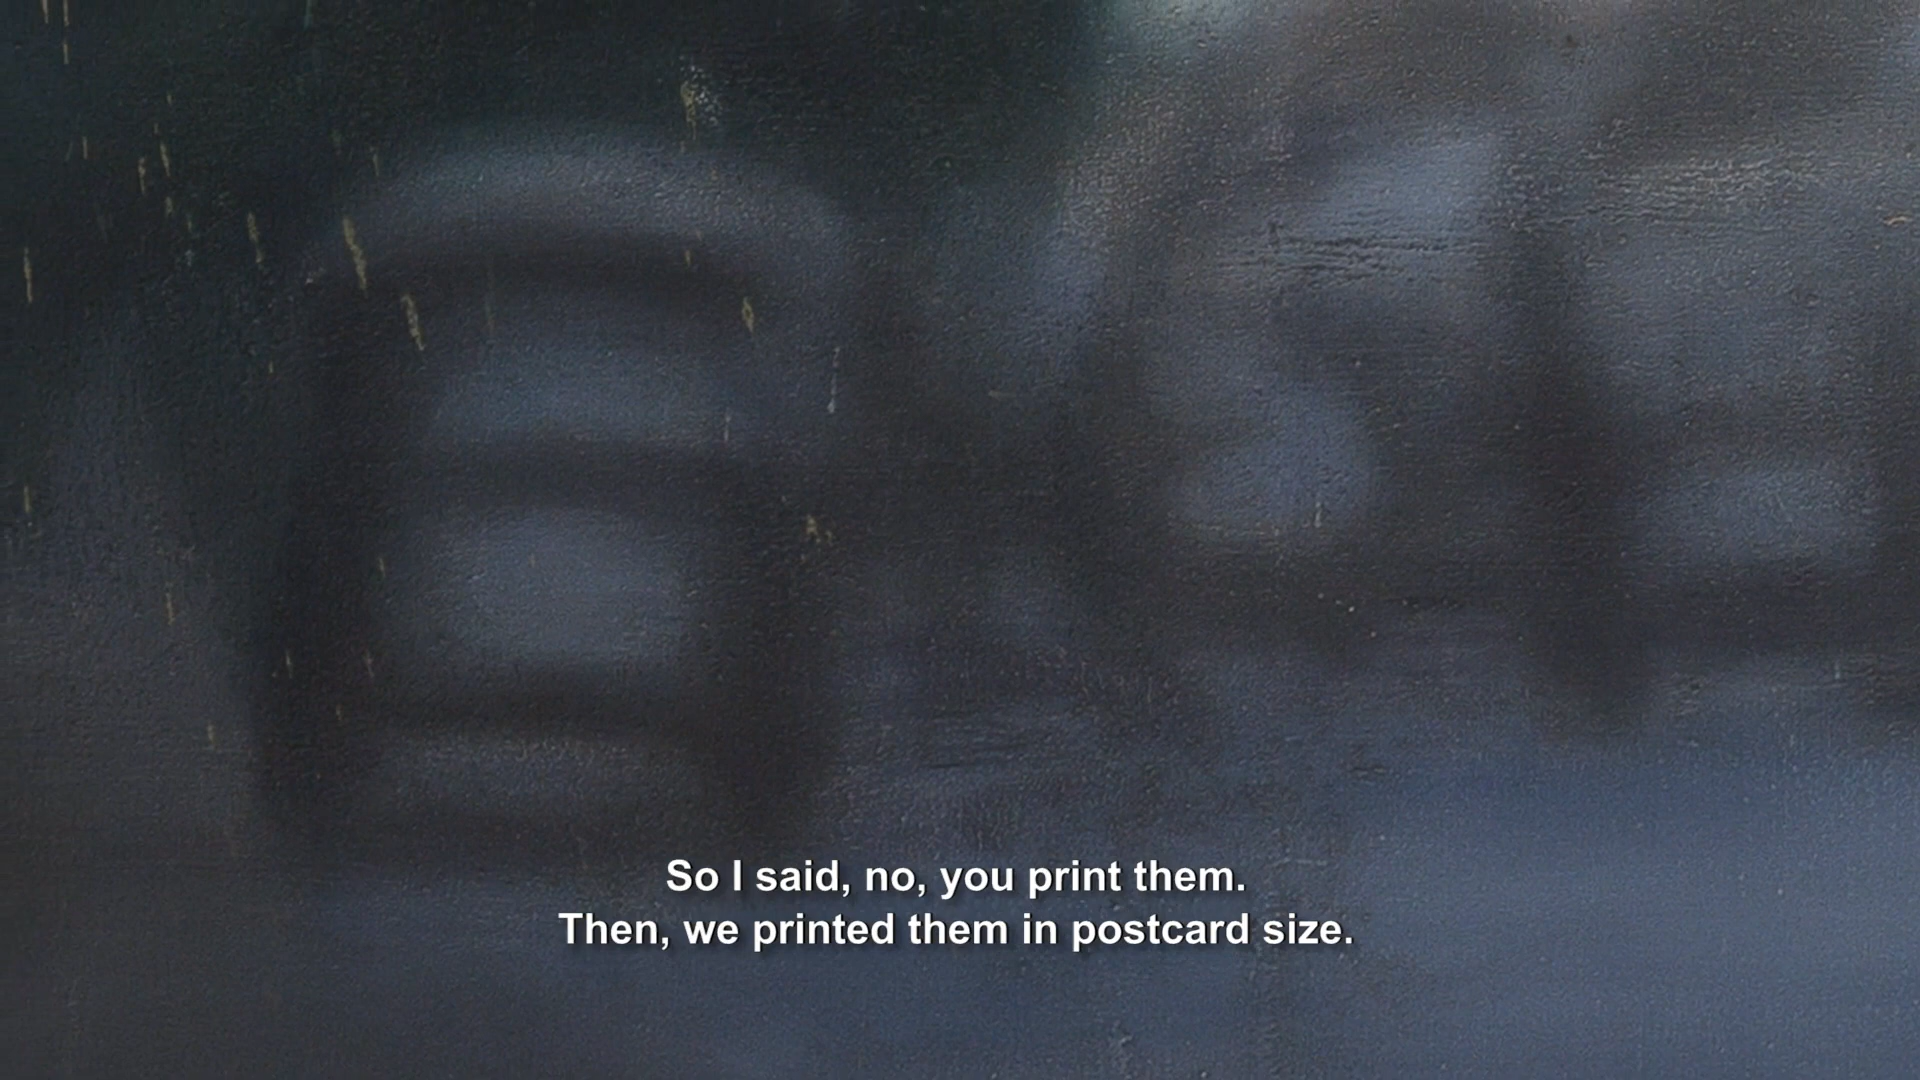 So I said, no, you print them.
Then, we printed them in postcard size.